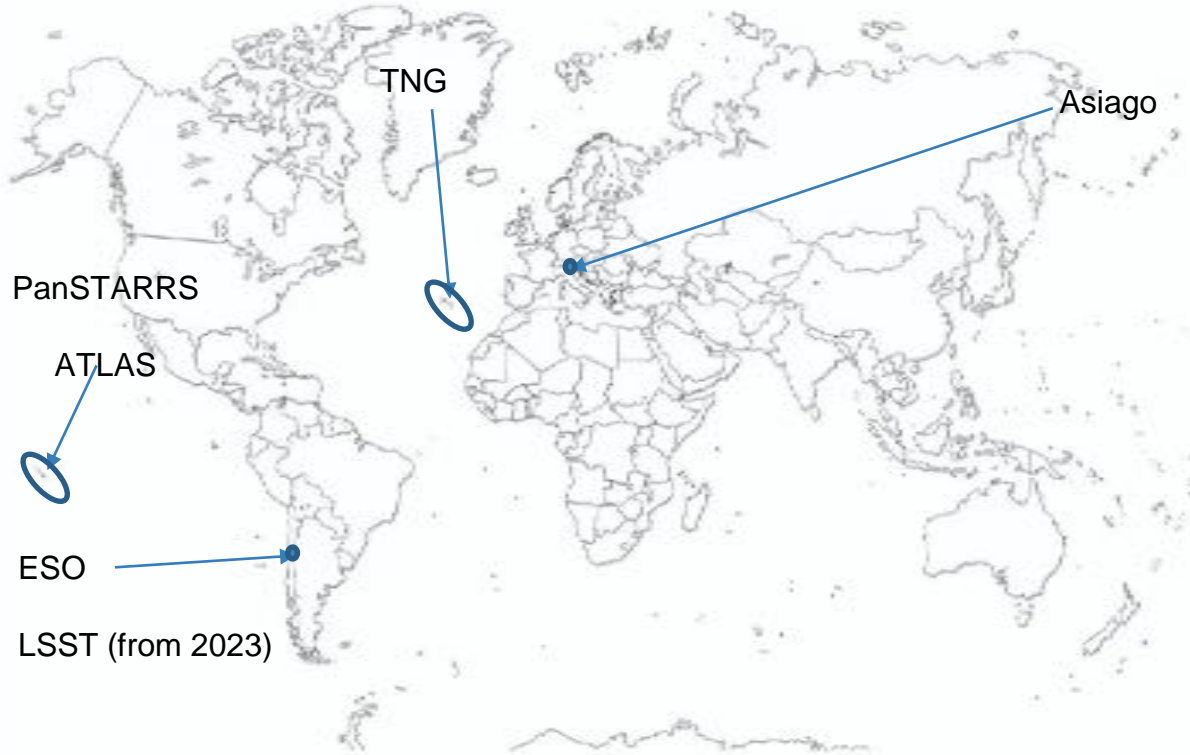 TNG
Asiago
PanSTARRS
ATLAS
ESO
LSST (from 2023)